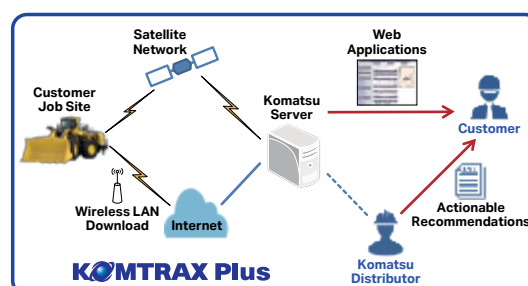 Satellite
Network
Web
Applications
Customer
Job Site
Komatsu
Server
Customer
Wireless LAN
Download
Internet
Actionable
Recommendations
Komatsu
Distributor
KOMTRAX Plus